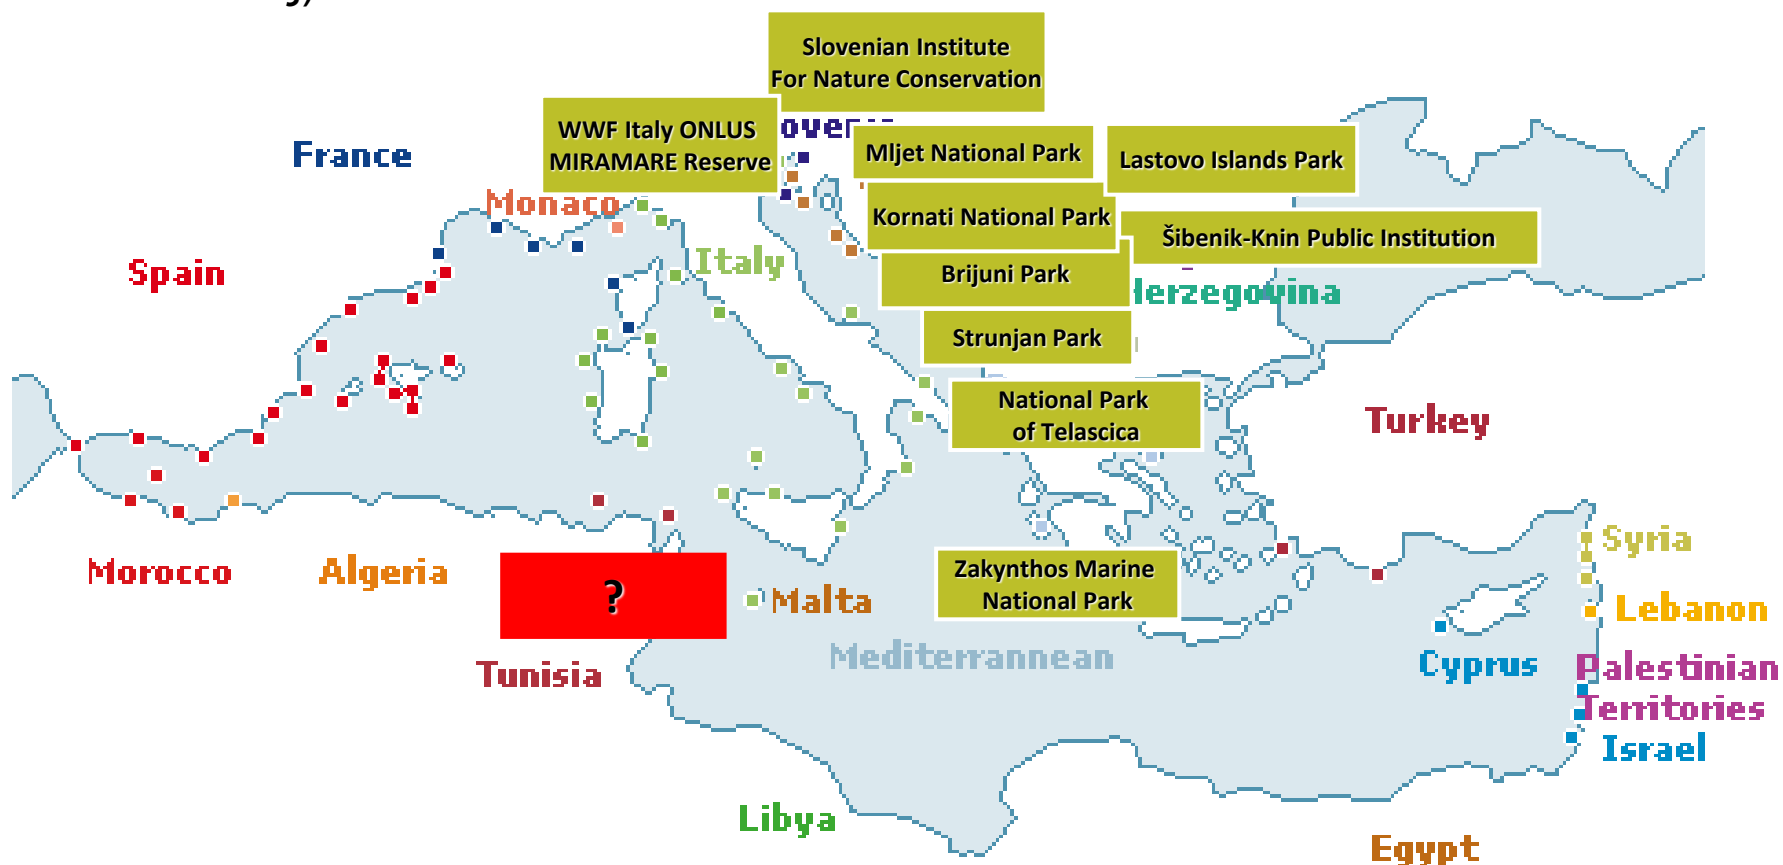 Slovenian Institute
For Nature Conservation
WWF Italy ONLUS
MIRAMARE Reserve
Mljet National Park
Lastovo Islands Park
France
Monaco
Kornati National Park
Šibenik-Knin Public Institution
Spain
Italy
Brijuni Park
Herzegovina
Strunjan Park
National Park
of Telascica
Turkey
Morocco
Algeria
?
Malta
Zakynthos Marine
National Park
Syria
Lebanon
Mediterrannean
Tunisia
Cyprus
Palestinian
Territories
Israel
Libya
Egypt